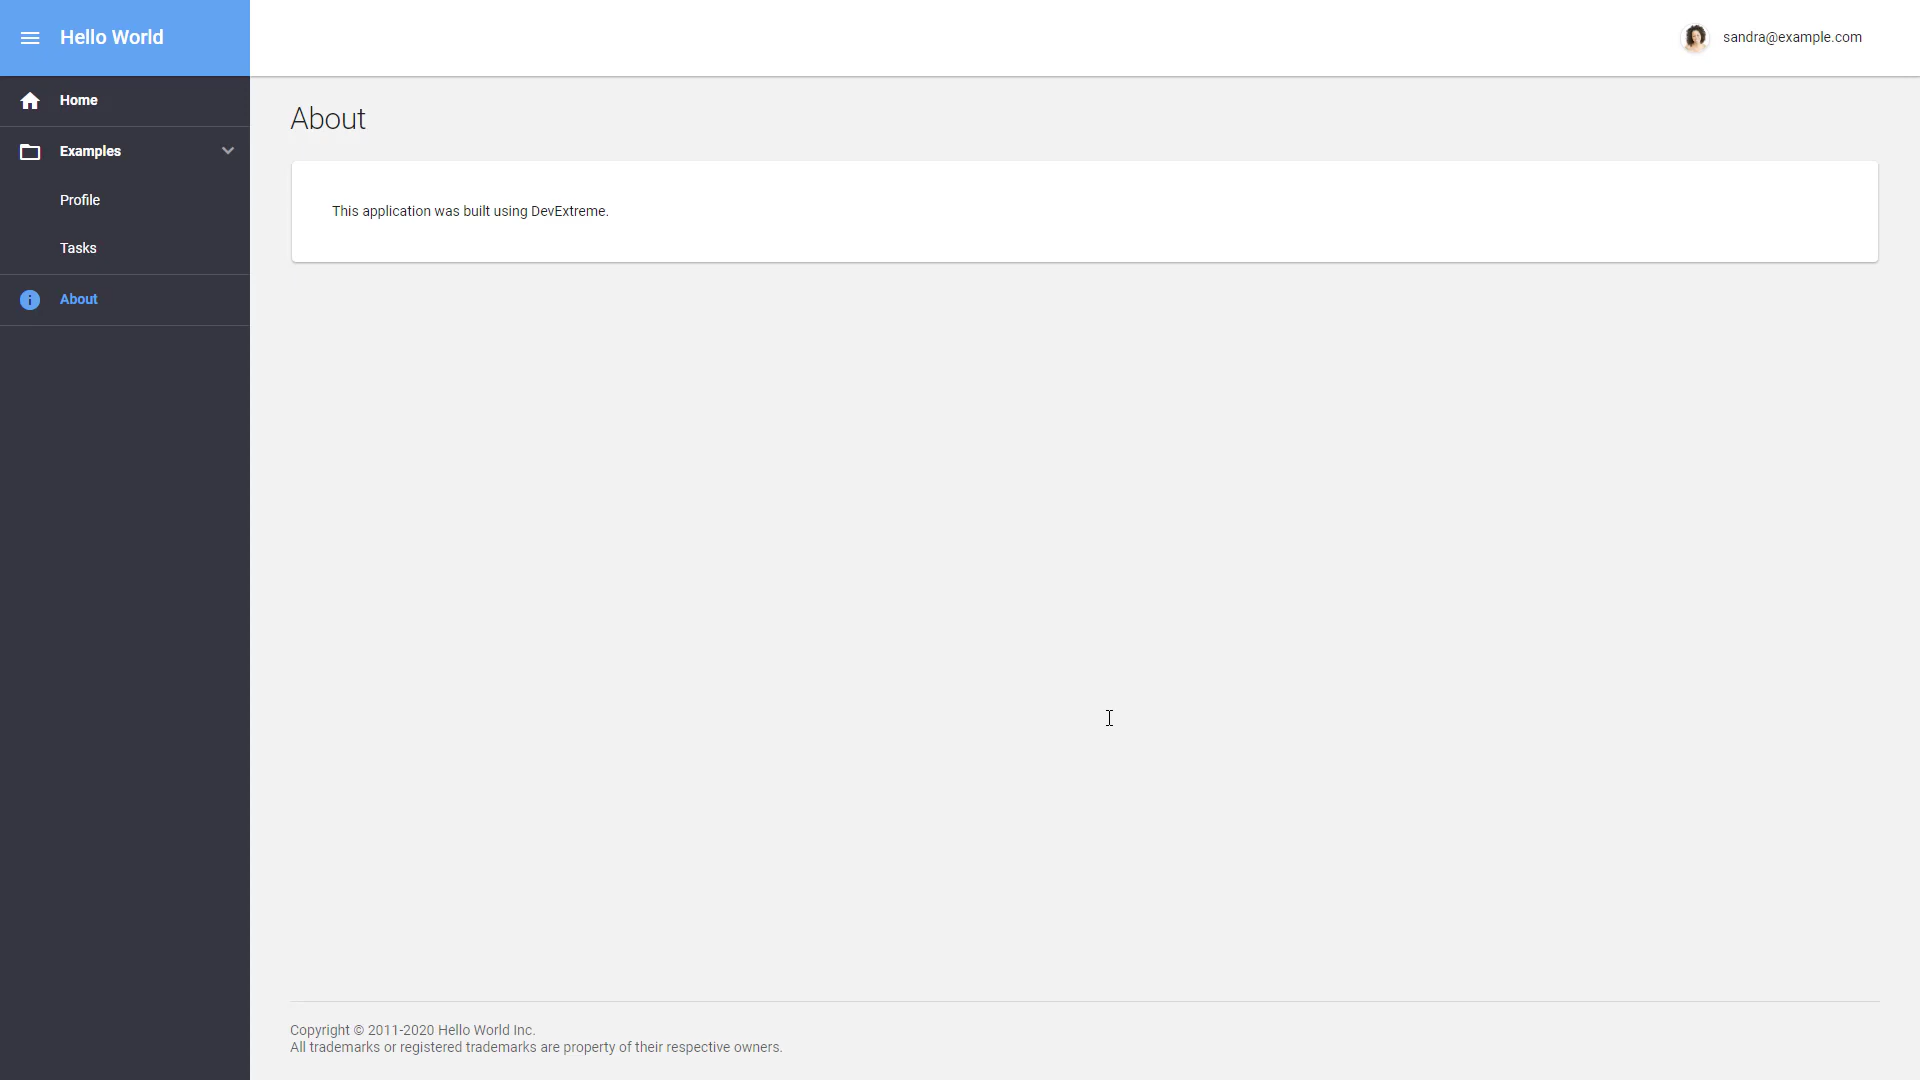 Hello World
sandra@example.com
Home
Examples
Profile
Tasks
About
About
This application was built using DevExtreme.
Copyright © 2011-2020 Hello World Inc.
All trademarks or registered trademarks are property of their respective owners.